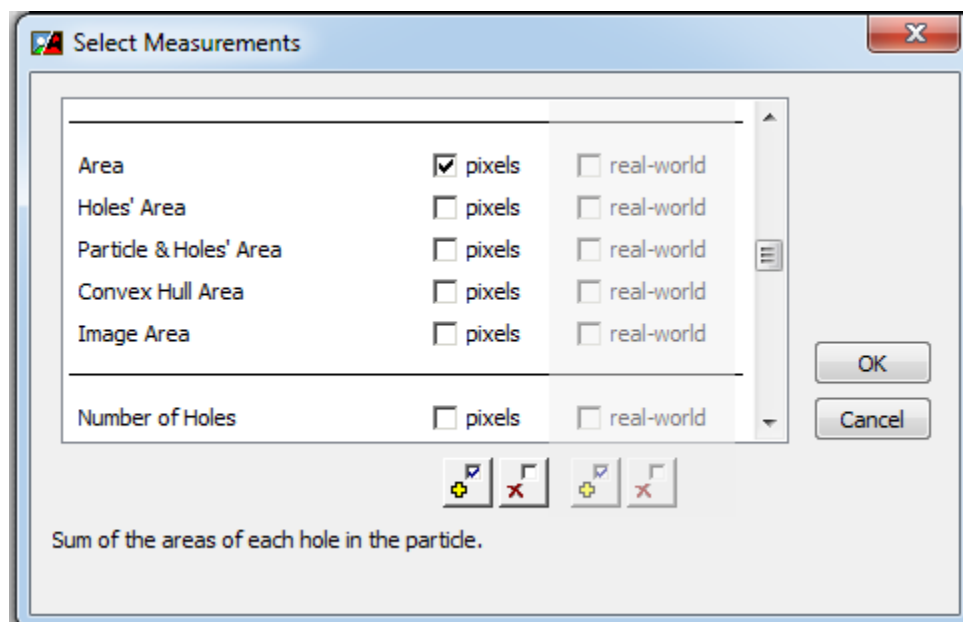 Select Measurements
Area pixels real-world
Holes' Area pixels real-world
Particle & Holes' Area pixels real-world
Convex Hull Area pixels real-world
Image Area pixels real-world
OK
Number of Holes pixels real-world
Cancel
Sum of the areas of each hole in the particle.